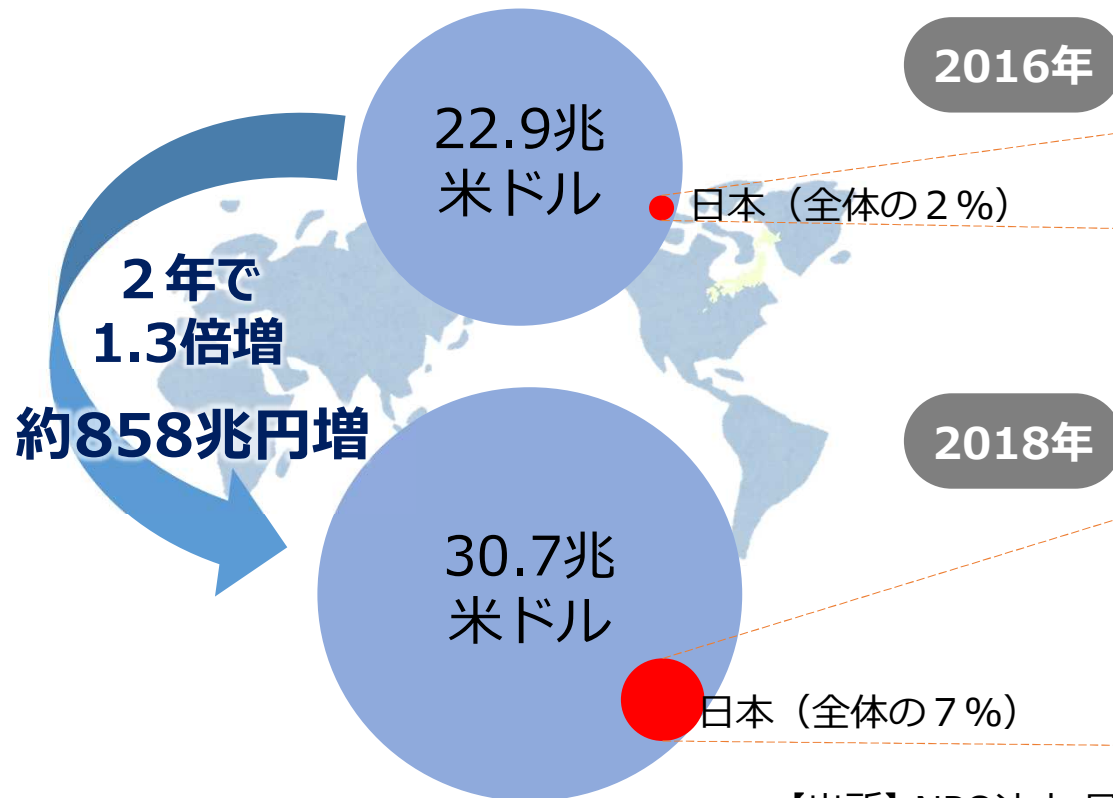 2016年
22.9兆
米ドル
日本（全体の２%）
２年で
1.3倍増
約858兆円増
2018年
30.7兆
米ドル
日本（全体の７%）